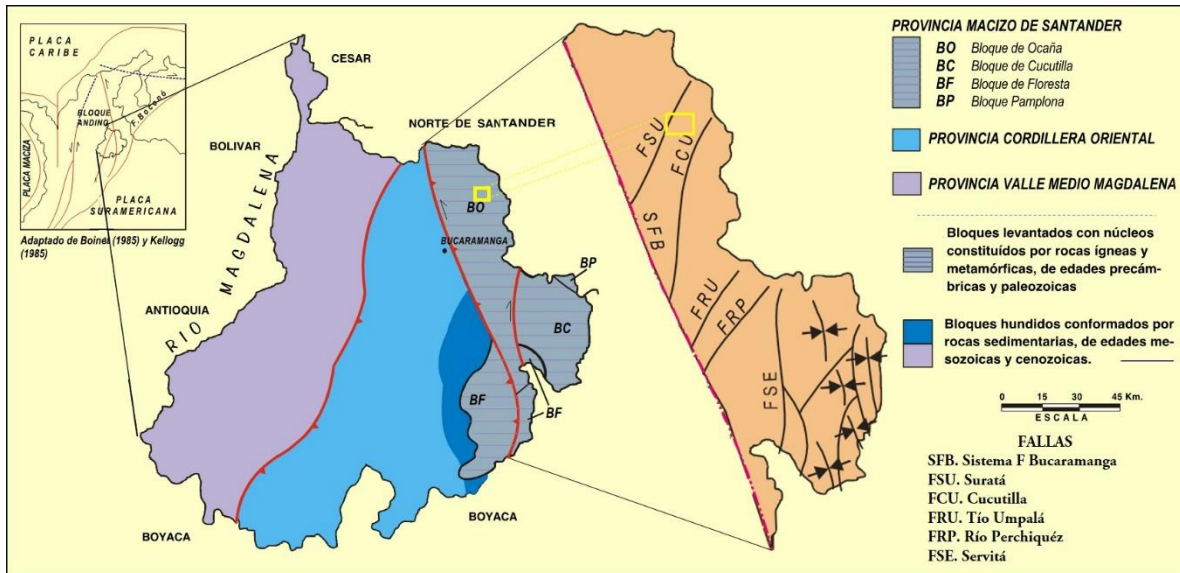 PLACA
CARIBE
BLOQUE
ANDINO
F. Boconó
PLACA MACIZA
PLACA
SURAMERICANA
Adaptado de Boinet (1985) y Kellogg
(1985)
CESAR
BOLIVAR
NORTE DE SANTANDER
RIO MAGDALENA
ANTIOQUIA
BO
BUCARAMANGA
BP
BC
BF
BF
BOYACA
BOYACA
FSU
FCU
SFB
FRU
FRP
FSE
PROVINCIA MACIZO DE SANTANDER
BO Bloque de Ocaña
BC Bloque de Cucutilla
BF Bloque de Floresta
BP Bloque Pamplona
PROVINCIA CORDILLERA ORIENTAL
PROVINCIA VALLE MEDIO MAGDALENA
Bloques levantados con núcleos
constituídos por rocas ígneas y
metamórficas, de edades precám-
bricas y paleozoicas
Bloques hundidos conformados por
rocas sedimentarias, de edades me-
sozoicas y cenozoicas.
0 15 30 45 Km.
ESCALA
FALLAS
SFB. Sistema F Bucaramanga
FSU. Suratá
FCU. Cucutilla
FRU. Tío Umpalá
FRP. Río Perchiquéz
FSE. Servitá